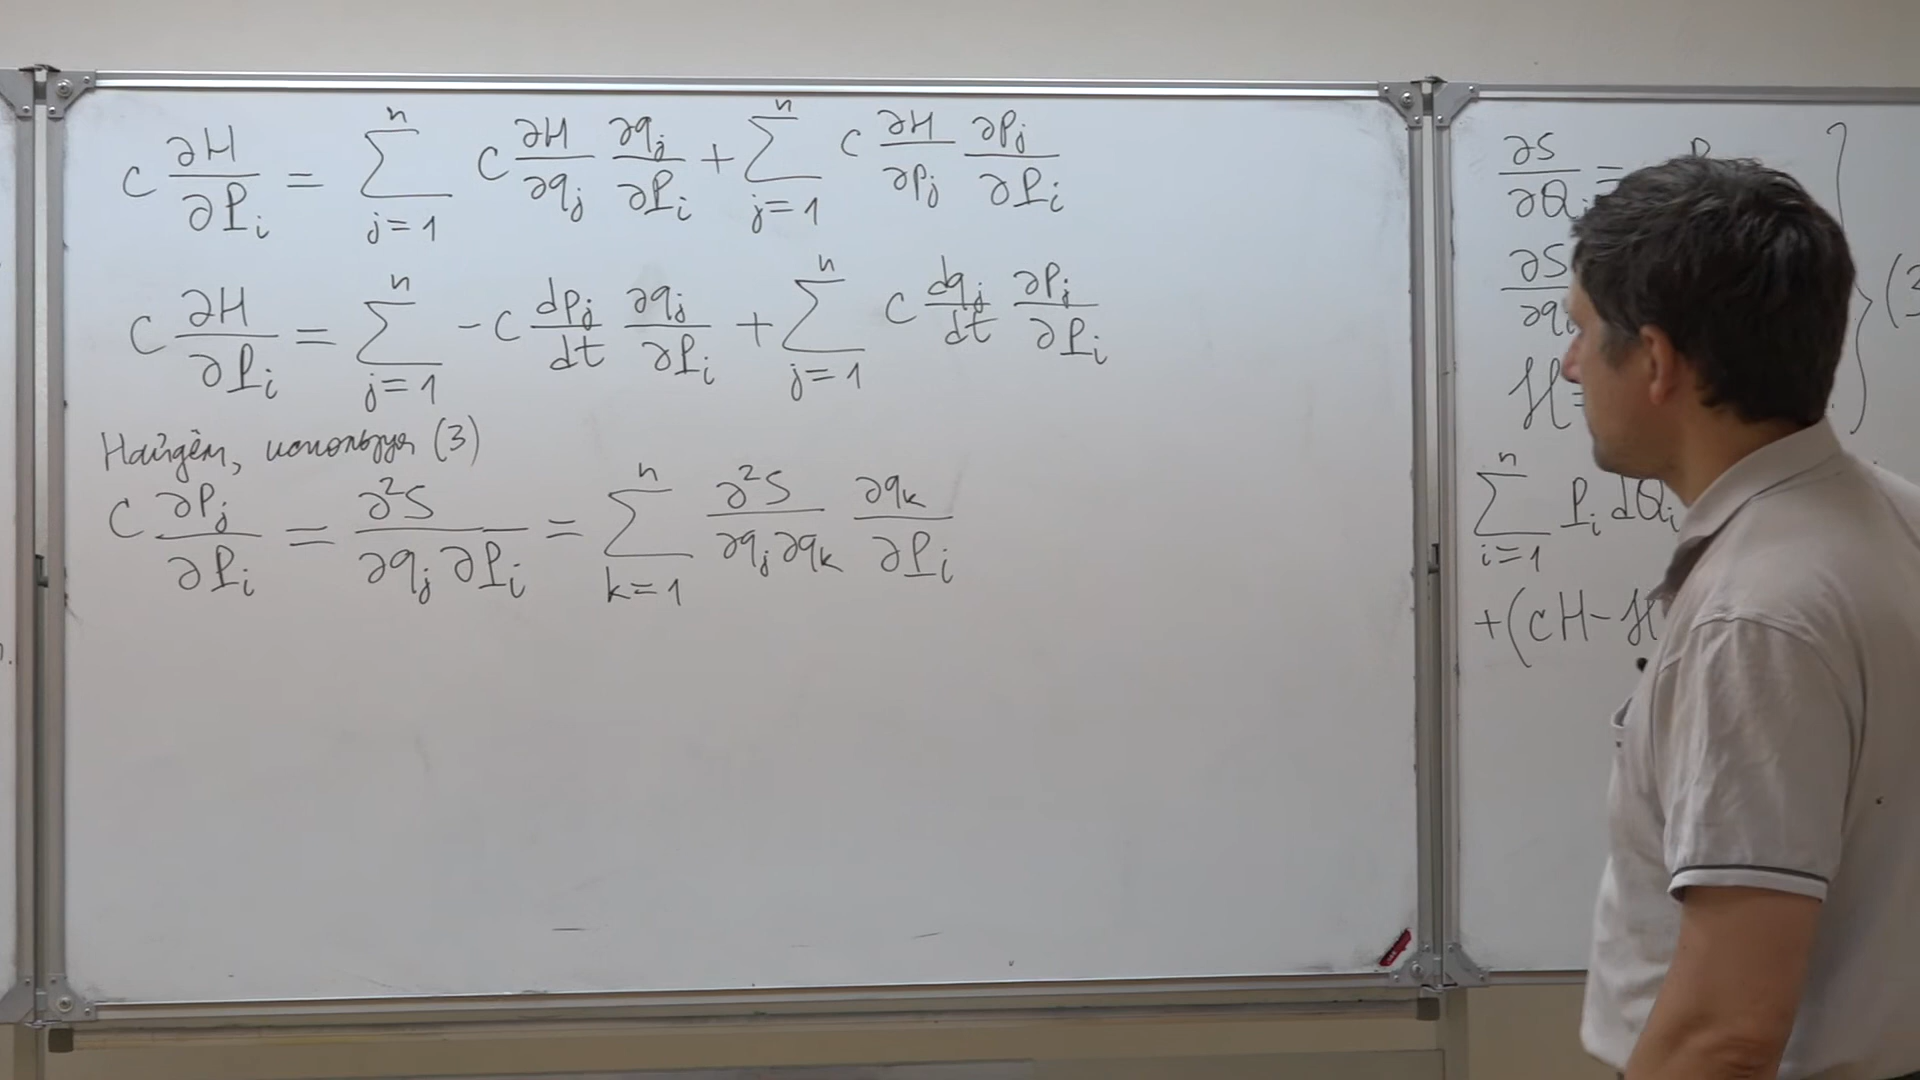 c ∂H/∂P_i = Σ_{j=1}^{n} c ∂H/∂q_j ∂q_j/∂P_i + Σ_{j=1}^{n} c ∂H/∂p_j ∂p_j/∂P_i
c ∂H/∂P_i = Σ_{j=1}^{n} -c dp_j/dt ∂q_j/∂P_i + Σ_{j=1}^{n} c dq_j/dt ∂p_j/∂P_i
Найдём, используя (3)
c ∂p_j/∂P_i = ∂²S/∂q_j ∂P_i = Σ_{k=1}^{n} ∂²S/∂q_j ∂q_k ∂q_k/∂P_i
∂S/∂Q_i =
∂S/∂q_i
ℋ =
Σ_{i=1}^{n} P_i dQ_i
+(cH - ℋ